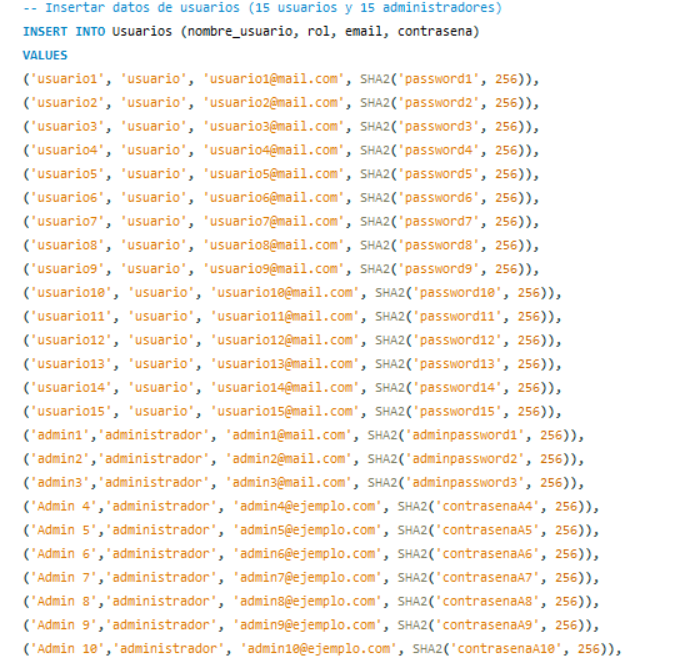 -- Insertar datos de usuarios (15 usuarios y 15 administradores)
INSERT INTO Usuarios (nombre_usuario, rol, email, contrasena)
VALUES
('usuario1', 'usuario', 'usuario1@mail.com', SHA2('password1', 256)),
('usuario2', 'usuario', 'usuario2@mail.com', SHA2('password2', 256)),
('usuario3', 'usuario', 'usuario3@mail.com', SHA2('password3', 256)),
('usuario4', 'usuario', 'usuario4@mail.com', SHA2('password4', 256)),
('usuario5', 'usuario', 'usuario5@mail.com', SHA2('password5', 256)),
('usuario6', 'usuario', 'usuario6@mail.com', SHA2('password6', 256)),
('usuario7', 'usuario', 'usuario7@mail.com', SHA2('password7', 256)),
('usuario8', 'usuario', 'usuario8@mail.com', SHA2('password8', 256)),
('usuario9', 'usuario', 'usuario9@mail.com', SHA2('password9', 256)),
('usuario10', 'usuario', 'usuario10@mail.com', SHA2('password10', 256)),
('usuario11', 'usuario', 'usuario11@mail.com', SHA2('password11', 256)),
('usuario12', 'usuario', 'usuario12@mail.com', SHA2('password12', 256)),
('usuario13', 'usuario', 'usuario13@mail.com', SHA2('password13', 256)),
('usuario14', 'usuario', 'usuario14@mail.com', SHA2('password14', 256)),
('usuario15', 'usuario', 'usuario15@mail.com', SHA2('password15', 256)),
('admin1','administrador', 'admin1@mail.com', SHA2('adminpassword1', 256)),
('admin2','administrador', 'admin2@mail.com', SHA2('adminpassword2', 256)),
('admin3','administrador', 'admin3@mail.com', SHA2('adminpassword3', 256)),
('Admin 4','administrador', 'admin4@ejemplo.com', SHA2('contrasenaA4', 256)),
('Admin 5','administrador', 'admin5@ejemplo.com', SHA2('contrasenaA5', 256)),
('Admin 6','administrador', 'admin6@ejemplo.com', SHA2('contrasenaA6', 256)),
('Admin 7','administrador', 'admin7@ejemplo.com', SHA2('contrasenaA7', 256)),
('Admin 8','administrador', 'admin8@ejemplo.com', SHA2('contrasenaA8', 256)),
('Admin 9','administrador', 'admin9@ejemplo.com', SHA2('contrasenaA9', 256)),
('Admin 10','administrador', 'admin10@ejemplo.com', SHA2('contrasenaA10', 256)),